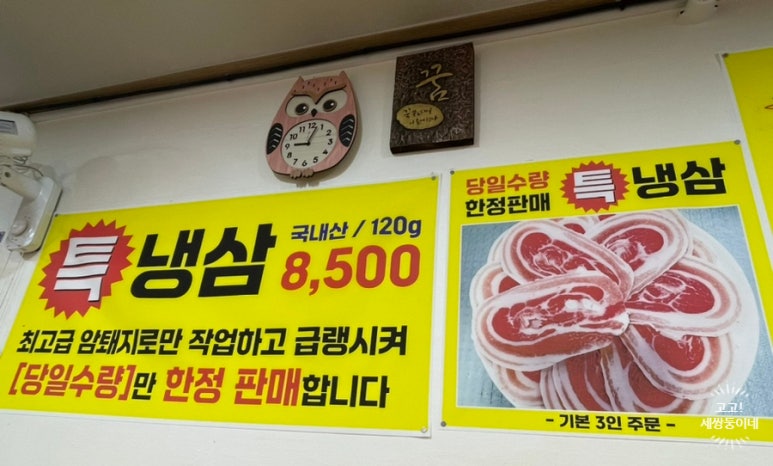 꿈
특 냉삼 국내산 / 120g
8,500
최고급 암퇘지로만 작업하고 급랭시켜
[당일수량]만 한정 판매합니다
당일수량
한정판매 특 냉삼
- 기본 3인 주문 -
고고!
세쌍둥이네